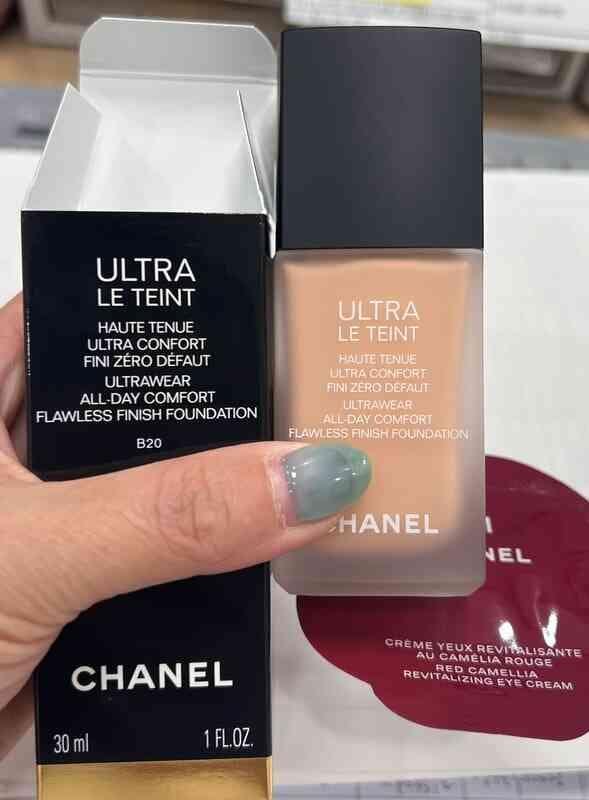 ULTRA
LE TEINT
HAUTE TENUE
ULTRA CONFORT
FINI ZÉRO DÉFAUT
ULTRAWEAR
ALL-DAY COMFORT
FLAWLESS FINISH FOUNDATION
B20
CHANEL
30 ml
1 FL.OZ.
ULTRA
LE TEINT
HAUTE TENUE
ULTRA CONFORT
FINI ZÉRO DÉFAUT
ULTRAWEAR
ALL-DAY COMFORT
FLAWLESS FINISH FOUNDATION
CHANEL
NEL
CRÈME YEUX REVITALISANTE
AU CAMÉLIA ROUGE
RED CAMELLIA
REVITALIZING EYE CREAM